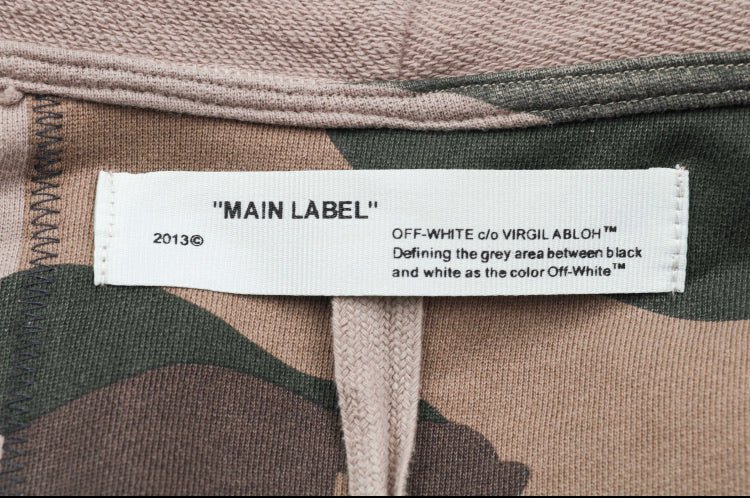 "MAIN LABEL"
2013©
OFF-WHITE c/o VIRGIL ABLOH™
Defining the grey area between black
and white as the color Off-White™